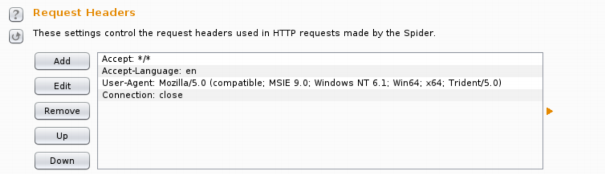 Request Headers
These settings control the request headers used in HTTP requests made by the Spider.
Add
Edit
Remove
Up
Down
Accept: */*
Accept-Language: en
User-Agent: Mozilla/5.0 (compatible; MSIE 9.0; Windows NT 6.1; Win64; x64; Trident/5.0)
Connection: close